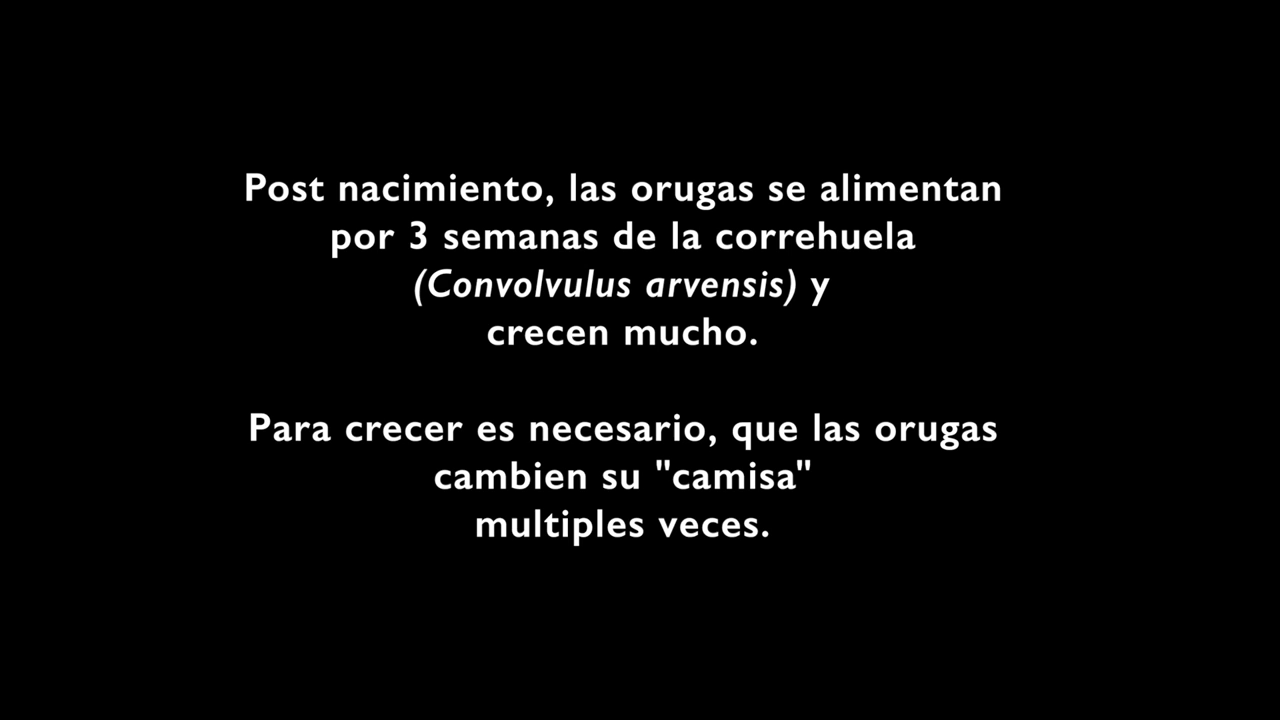 Post nacimiento, las orugas se alimentan
por 3 semanas de la correhuela
(Convolvulus arvensis) y
crecen mucho.
Para crecer es necesario, que las orugas
cambien su "camisa"
multiples veces.